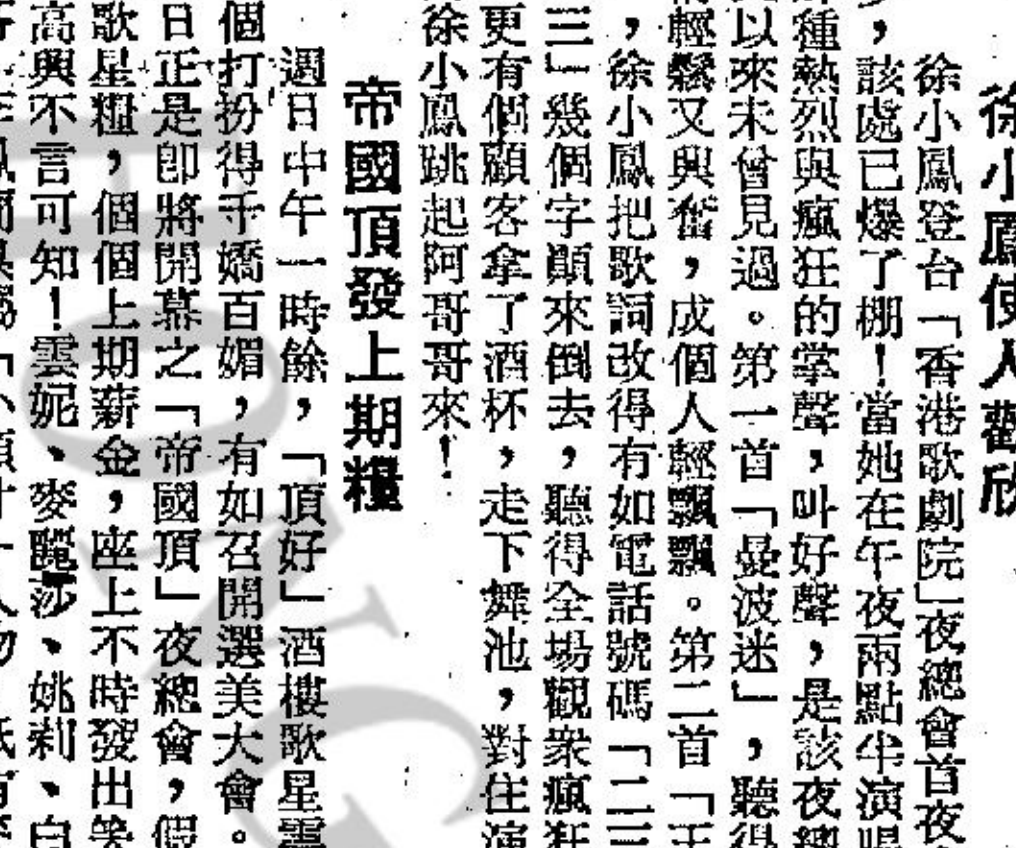 徐小鳳使人歡欣
徐小鳳登台「香港歌劇院」夜總會首夜
，該處已爆了棚！當她在午夜兩點半演唱
種熱烈與瘋狂的掌聲，叫好聲，是該夜總
以來未曾見過。第一首「曼波迷」，聽得
輕鬆又興奮，成個人輕飄飄。第二首「王
，徐小鳳把歌詞改得有如電話號碼「二三
三」幾個字顚來倒去，聽得全場觀衆瘋狂
更有個顧客拿了酒杯，走下舞池，對住演
徐小鳳跳起阿哥哥來！
帝國頂發上期糧
週日中午一時餘，「頂好」酒樓歌星雲
個打扮得千嬌百媚，有如召開選美大會。
日正是卽將開幕之「帝國頂」夜總會，假
歌星糧，個個上期薪金，座上不時發出笑
高興不言可知！雲妮、麥麗莎、姚莉、白